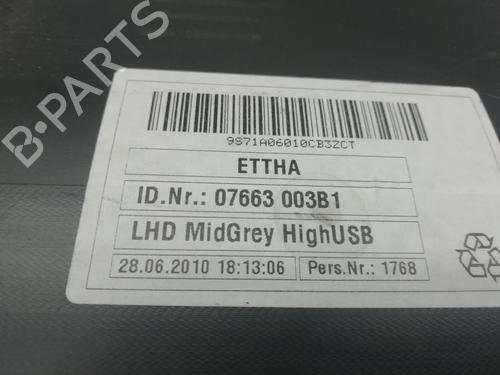 B-PARTS
9871A06010CB3ZCT
ETTHA
ID.Nr.: 07663 003B1
LHD MidGrey HighUSB
28.06.2010 18:13:06 Pers.Nr.: 1768